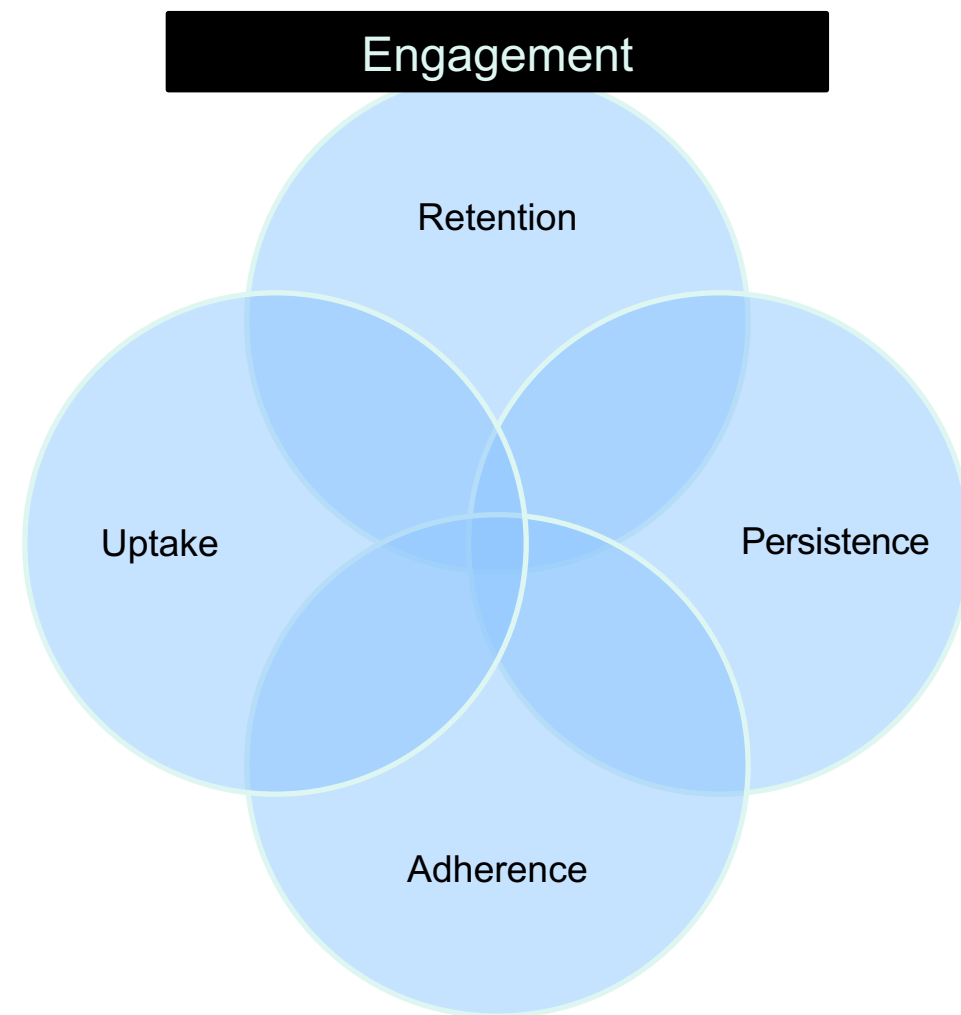 Engagement
Retention
Uptake
Persistence
Adherence